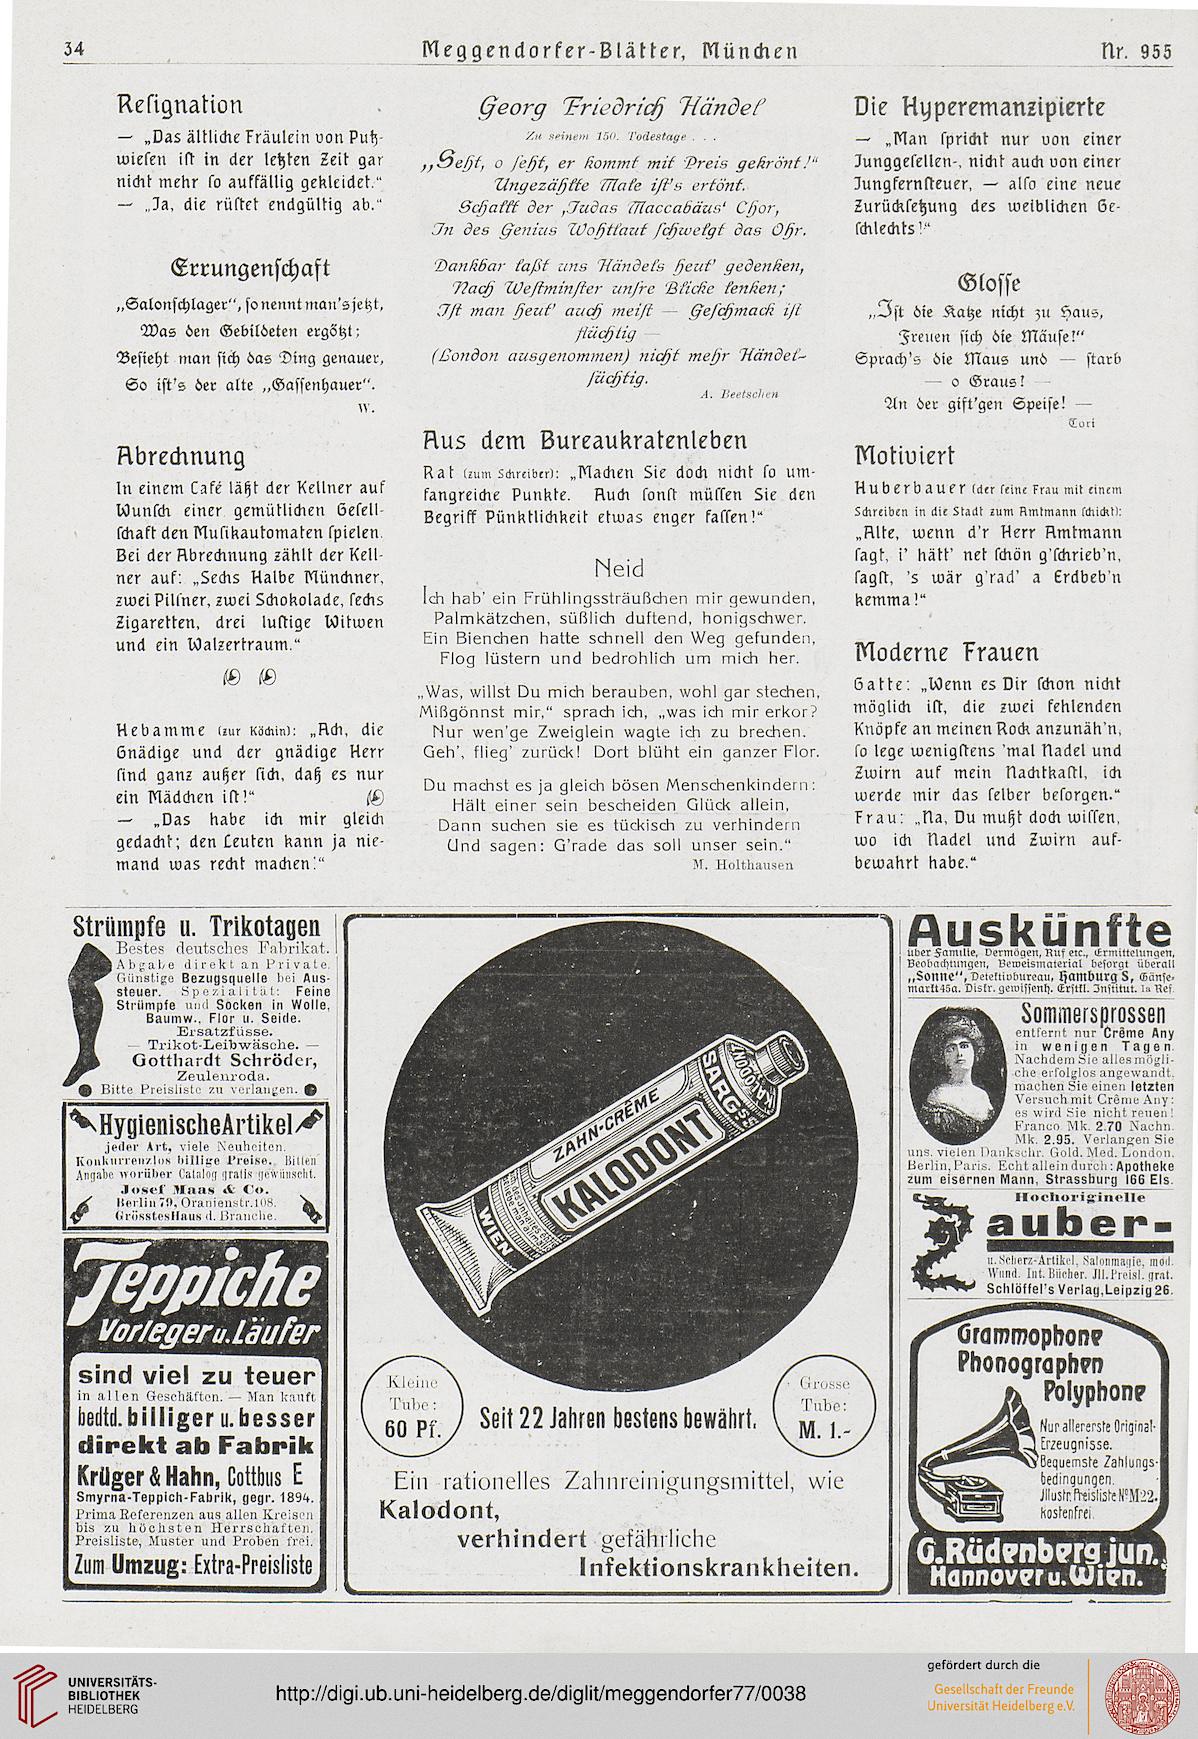 34
Meggendorfer-Blätter, München
Nr. 955
Reſignation
— „Das ältliche Fräulein von Putz-
wieſen iſt in der letzten Zeit gar
nicht mehr ſo auffällig gekleidet.“
— „Ja, die rüſtet endgültig ab.“
Errungenſchaft
„Salonſchlager“, ſo nennt man's jetzt,
Was den Gebildeten ergötzt;
Beſieht man ſich das Ding genauer,
So iſt's der alte „Gaſſenhauer“.
W.
Abrechnung
In einem Café läßt der Kellner auf
Wunſch einer gemütlichen Geſell-
ſchaft den Muſikautomaten ſpielen.
Bei der Abrechnung zählt der Kell-
ner auf: „Sechs Halbe Münchner,
zwei Pilſner, zwei Schokolade, ſechs
Zigaretten, drei luſtige Witwen
und ein Walzertraum.“
Hebamme (zur Köchin): „Ach, die
Gnädige und der gnädige Herr
ſind ganz außer ſich, daß es nur
ein Mädchen iſt!“
— „Das habe ich mir gleich
gedacht; den Leuten kann ja nie-
mand was recht machen!“
Georg Friedrich Händel
Zu seinem 150. Todestage . . .
„Seht, o ſeht, er kommt mit Preis gekrönt!“
Ungezählte Male iſt's ertönt.
Schallt der ‚Judas Maccabäus‘ Chor,
In des Genius Wohllaut ſchwelgt das Ohr.
Dankbar laßt uns Händels heut' gedenken,
Nach Weſtminſter unſre Blicke lenken;
Iſt man heut' auch meiſt — Geſchmack iſt
flüchtig —
(London ausgenommen) nicht mehr Händel-
ſüchtig.
A. Beetschen
Aus dem Bureaukratenleben
Rat (zum Schreiber): „Machen Sie doch nicht ſo um-
fangreiche Punkte. Auch ſonſt müſſen Sie den
Begriff Pünktlichkeit etwas enger faſſen!“
Neid
Ich hab' ein Frühlingssträußchen mir gewunden,
Palmkätzchen, süßlich duftend, honigschwer.
Ein Bienchen hatte schnell den Weg gefunden,
Flog lüstern und bedrohlich um mich her.
„Was, willst Du mich berauben, wohl gar stechen,
Mißgönnst mir,“ sprach ich, „was ich mir erkor?
Nur wen'ge Zweiglein wagte ich zu brechen.
Geh', flieg' zurück! Dort blüht ein ganzer Flor.
Du machst es ja gleich bösen Menschenkindern:
Hält einer sein bescheiden Glück allein,
Dann suchen sie es tückisch zu verhindern
Und sagen: G'rade das soll unser sein.“
M. Holthausen
Die Hyperemanzipierte
— „Man ſpricht nur von einer
Junggeſellen-, nicht auch von einer
Jungfernſteuer, — alſo eine neue
Zurückſetzung des weiblichen Ge-
ſchlechts!“
Gloſſe
„Iſt die Katze nicht zu Haus,
Freuen ſich die Mäuſe!“
Sprach's die Maus und — ſtarb
— o Graus! —
An der gift'gen Speiſe! —
Cori
Motiviert
Huberbauer (der ſeine Frau mit einem
Schreiben in die Stadt zum Amtmann ſchickt):
„Alte, wenn d'r Herr Amtmann
ſagt, i' hätt' net ſchön g'ſchrieb'n,
ſagſt, 's wär g'rad' a Erdbeb'n
kemma!“
Moderne Frauen
Gatte: „Wenn es Dir ſchon nicht
möglich iſt, die zwei fehlenden
Knöpfe an meinen Rock anzunäh'n,
ſo lege wenigſtens 'mal Nadel und
Zwirn auf mein Nachtkaſtl, ich
werde mir das ſelber beſorgen.“
Frau: „Na, Du mußt doch wiſſen,
wo ich Nadel und Zwirn auf-
bewahrt habe.“
Strümpfe u. Trikotagen
Bestes deutsches Fabrikat.
Abgabe direkt an Private.
Günstige Bezugsquelle bei Aus-
steuer. Spezialität: Feine
Strümpfe und Socken in Wolle,
Baumw., Flor u. Seide.
Ersatzfüsse.
— Trikot-Leibwäsche. —
Gotthardt Schröder,
Zeulenroda.
Bitte Preisliste zu verlangen.
Hygienische Artikel
jeder Art, viele Neuheiten.
Konkurrenzlos billige Preise. Bitten
Angabe worüber Catalog gratis gewünscht.
Josef Maas & Co.
Berlin 79, Oranienstr. 108.
Grösstes Haus d. Branche.
Teppiche
Vorleger u. Läufer
sind viel zu teuer
in allen Geschäften. — Man kauft
bedtd. billiger u. besser
direkt ab Fabrik
Krüger & Hahn, Cottbus E
Smyrna-Teppich-Fabrik, gegr. 1894.
Prima Referenzen aus allen Kreisen
bis zu höchsten Herrschaften.
Preisliste, Muster und Proben frei.
Zum Umzug: Extra-Preisliste
KALODONT
SARG'S
ZAHN-CRÈME
KALODONT
WIEN
Kleine
Tube:
60 Pf.
Seit 22 Jahren bestens bewährt.
Grosse
Tube:
M. 1.-
Ein rationelles Zahnreinigungsmittel, wie
Kalodont,
verhindert gefährliche
Infektionskrankheiten.
Auskünfte
über Familie, Vermögen, Ruf etc., Ermittelungen,
Beobachtungen, Beweismaterial beſorgt überall
„Sonne“, Detektivbureau, Hamburg S, Gänſe-
markt 45a. Diskr. gewiſſenh. Erſtkl. Inſtitut. Ia Ref.
Sommersprossen
entfernt nur Crême Any
in wenigen Tagen.
Nachdem Sie alles mögli-
che erfolglos angewandt,
machen Sie einen letzten
Versuch mit Crême Any:
es wird Sie nicht reuen!
Franco Mk. 2.70 Nachn.
Mk. 2.95. Verlangen Sie
uns. vielen Dankschr. Gold. Med. London,
Berlin, Paris. Echt allein durch: Apotheke
zum eisernen Mann, Strassburg 166 Els.
Hochoriginelle
Zauber-
u. Scherz-Artikel, Salonmagie, mod.
Wund. Int. Bücher. Jll. Preisl. grat.
Schlöffel's Verlag, Leipzig 26.
Grammophone
Phonographen
Polyphone
Nur allererste Original-
Erzeugnisse.
Bequemste Zahlungs-
bedingungen.
Jllustr. Preisliste No M 22.
kostenfrei.
G. Rüdenberg jun.
Hannover u. Wien.
UNIVERSITÄTS-
BIBLIOTHEK
HEIDELBERG
http://digi.ub.uni-heidelberg.de/diglit/meggendorfer77/0038
gefördert durch die
Gesellschaft der Freunde
Universität Heidelberg e.V.